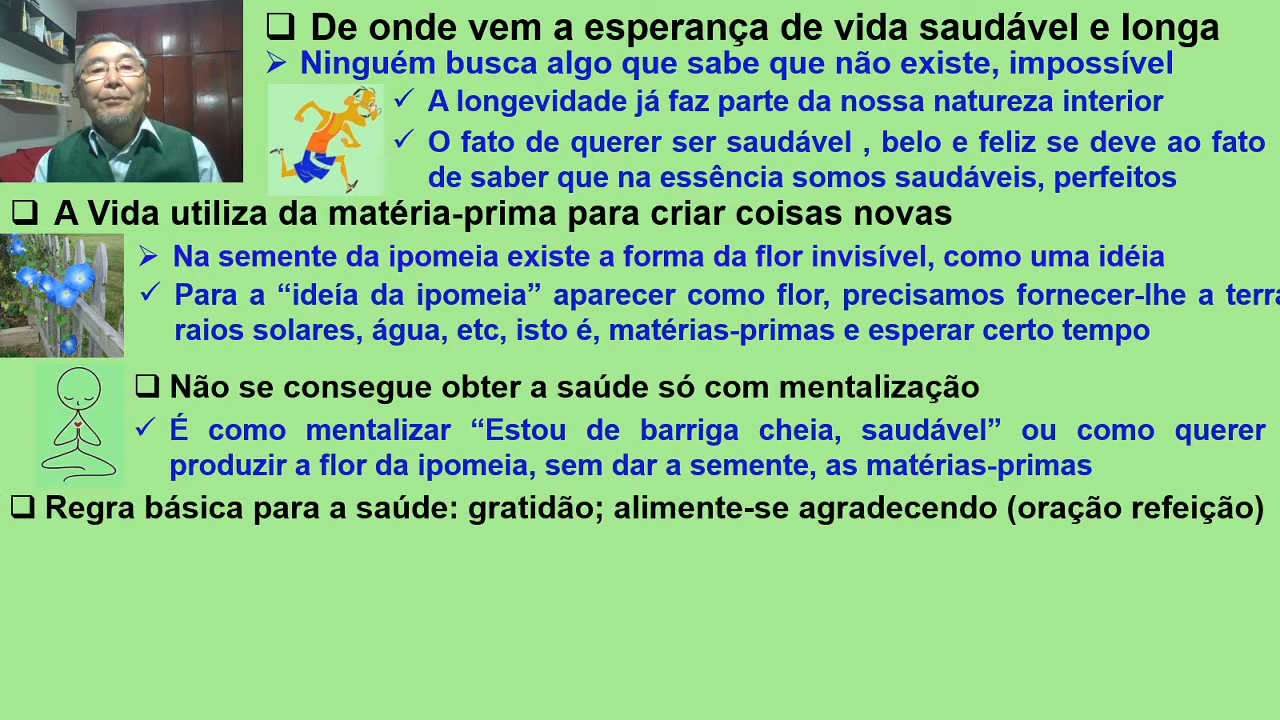 De onde vem a esperança de vida saudável e longa
Ninguém busca algo que sabe que não existe, impossível
A longevidade já faz parte da nossa natureza interior
O fato de querer ser saudável , belo e feliz se deve ao fato
de saber que na essência somos saudáveis, perfeitos
A Vida utiliza da matéria-prima para criar coisas novas
Na semente da ipomeia existe a forma da flor invisível, como uma idéia
Para a “ideía da ipomeia” aparecer como flor, precisamos fornecer-lhe a terra
raios solares, água, etc, isto é, matérias-primas e esperar certo tempo
Não se consegue obter a saúde só com mentalização
É como mentalizar “Estou de barriga cheia, saudável” ou como querer
produzir a flor da ipomeia, sem dar a semente, as matérias-primas
Regra básica para a saúde: gratidão; alimente-se agradecendo (oração refeição)